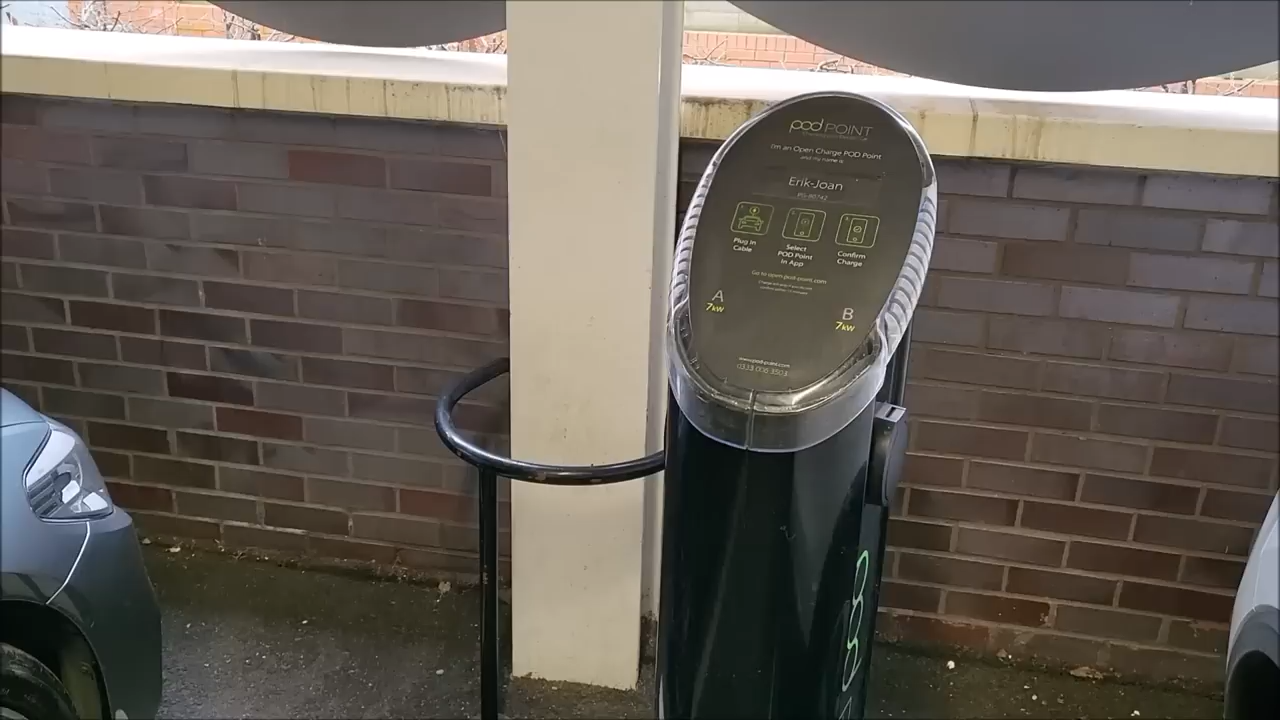 pod POINT
I'm an Open Charge POD Point
and my name is
Erik-Joan
Plug In
Cable
Select
POD Point
In App
Confirm
Charge
Go to open.pod-point.com
A
7kW
B
7kW
www.pod-point.com